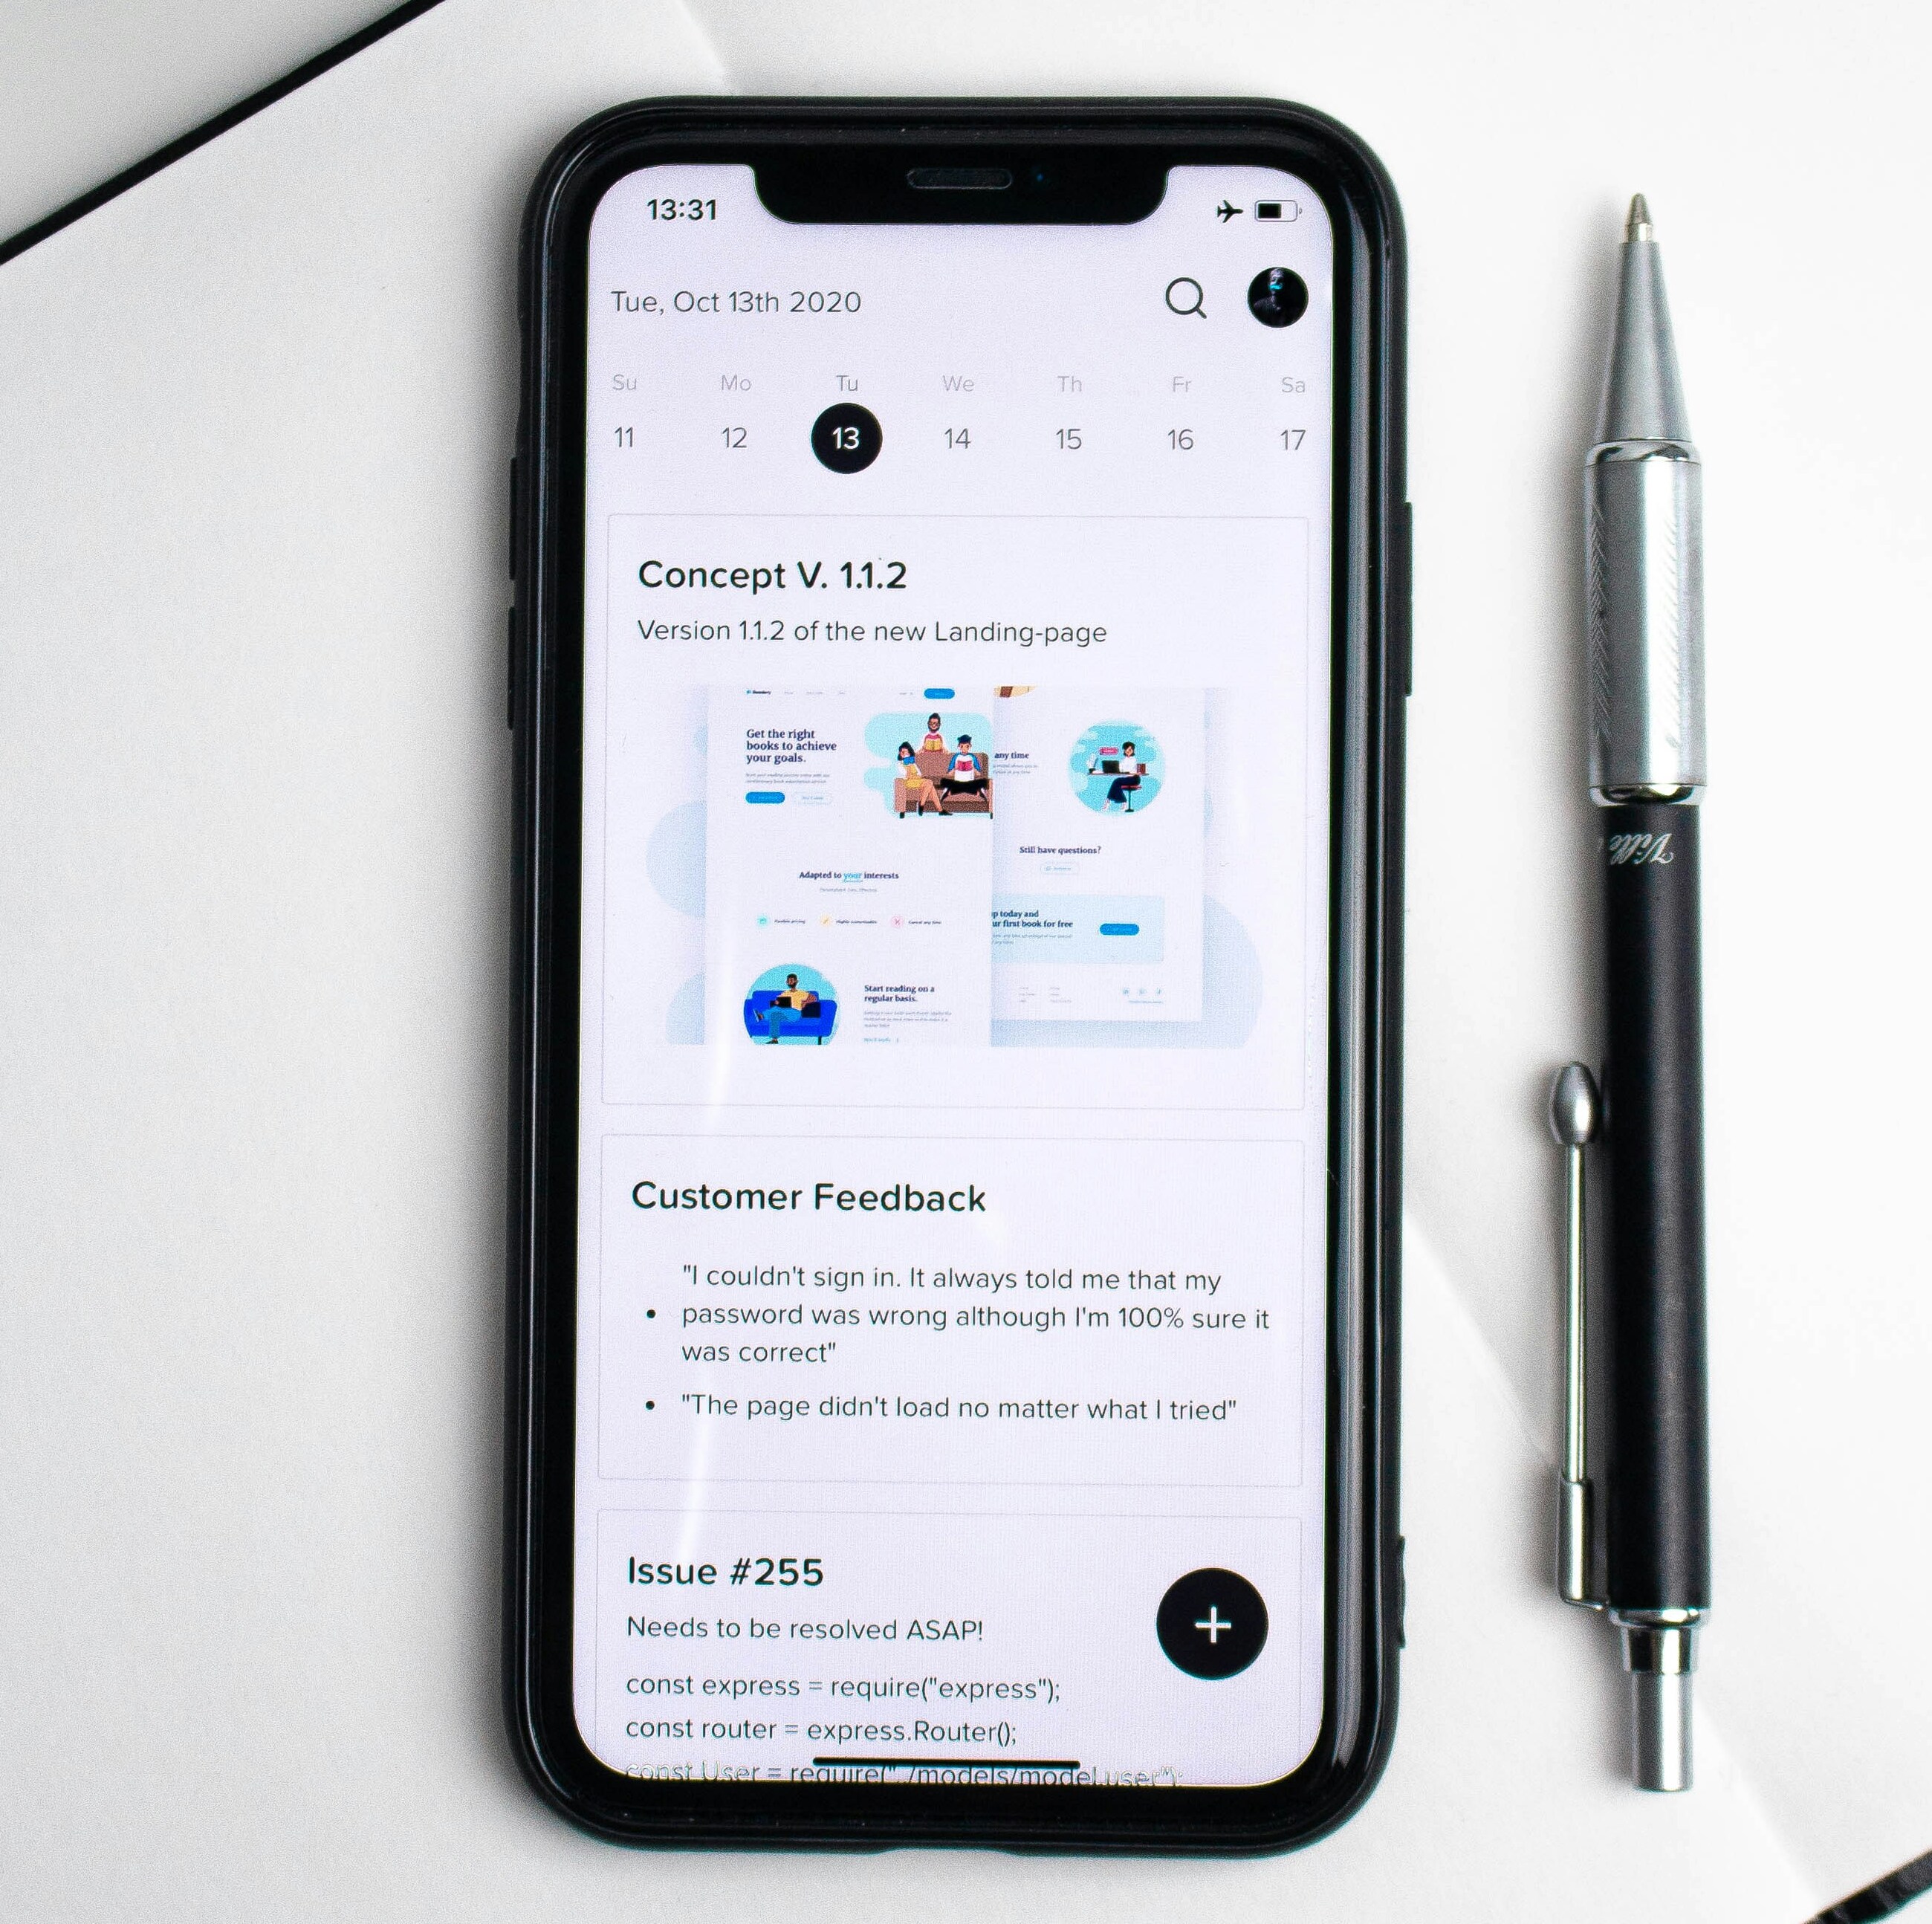 13:31
Tue, Oct 13th 2020
Su Mo Tu We Th Fr Sa
11 12 13 14 15 16 17
Concept V. 1.1.2
Version 1.1.2 of the new Landing-page
Get the right
books to achieve
your goals.
any time
Still have questions?
Adapted to your interests
p today and
ur first book for free
Start reading on a
regular basis.
Customer Feedback
"I couldn't sign in. It always told me that my
• password was wrong although I'm 100% sure it
was correct"
• "The page didn't load no matter what I tried"
Issue #255
Needs to be resolved ASAP!
+
const express = require("express");
const router = express.Router();
const User = require("../models/model.user");
Ville